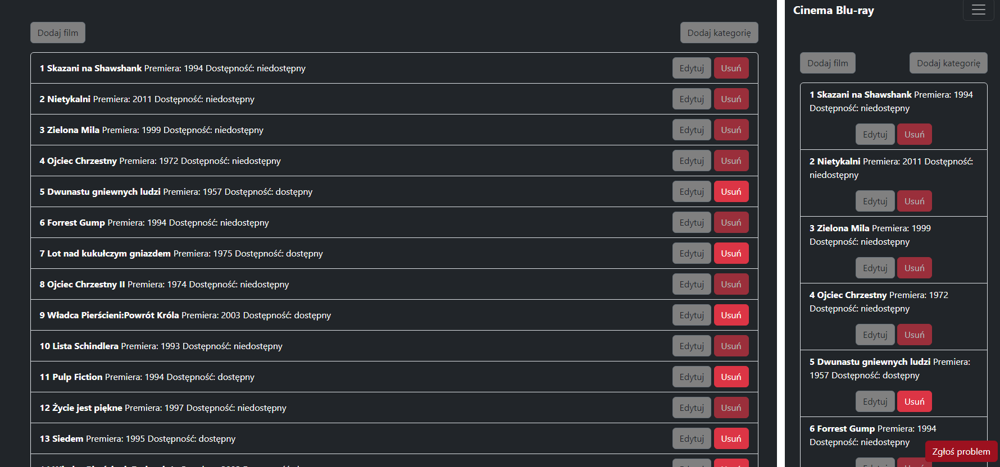 Dodaj film
Dodaj kategorię
1 Skazani na Shawshank Premiera: 1994 Dostępność: niedostępny
Edytuj Usuń
2 Nietykalni Premiera: 2011 Dostępność: niedostępny
Edytuj Usuń
3 Zielona Mila Premiera: 1999 Dostępność: niedostępny
Edytuj Usuń
4 Ojciec Chrzestny Premiera: 1972 Dostępność: niedostępny
Edytuj Usuń
5 Dwunastu gniewnych ludzi Premiera: 1957 Dostępność: dostępny
Edytuj Usuń
6 Forrest Gump Premiera: 1994 Dostępność: niedostępny
Edytuj Usuń
7 Lot nad kukułczym gniazdem Premiera: 1975 Dostępność: dostępny
Edytuj Usuń
8 Ojciec Chrzestny II Premiera: 1974 Dostępność: niedostępny
Edytuj Usuń
9 Władca Pierścieni:Powrót Króla Premiera: 2003 Dostępność: dostępny
Edytuj Usuń
10 Lista Schindlera Premiera: 1993 Dostępność: niedostępny
Edytuj Usuń
11 Pulp Fiction Premiera: 1994 Dostępność: dostępny
Edytuj Usuń
12 Życie jest piękne Premiera: 1997 Dostępność: niedostępny
Edytuj Usuń
13 Siedem Premiera: 1995 Dostępność: dostępny
Edytuj Usuń
Cinema Blu-ray
Dodaj film
Dodaj kategorię
1 Skazani na Shawshank Premiera: 1994
Dostępność: niedostępny
Edytuj Usuń
2 Nietykalni Premiera: 2011 Dostępność:
niedostępny
Edytuj Usuń
3 Zielona Mila Premiera: 1999
Dostępność: niedostępny
Edytuj Usuń
4 Ojciec Chrzestny Premiera: 1972
Dostępność: niedostępny
Edytuj Usuń
5 Dwunastu gniewnych ludzi Premiera:
1957 Dostępność: dostępny
Edytuj Usuń
6 Forrest Gump Premiera: 1994
Dostępność: niedostępny
Zgłoś problem